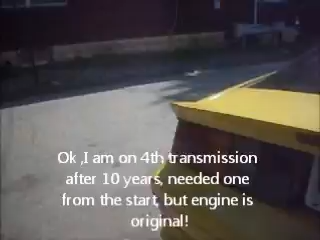 Ok ,I am on 4th transmission
after 10 years, needed one
from the start, but engine is
original!